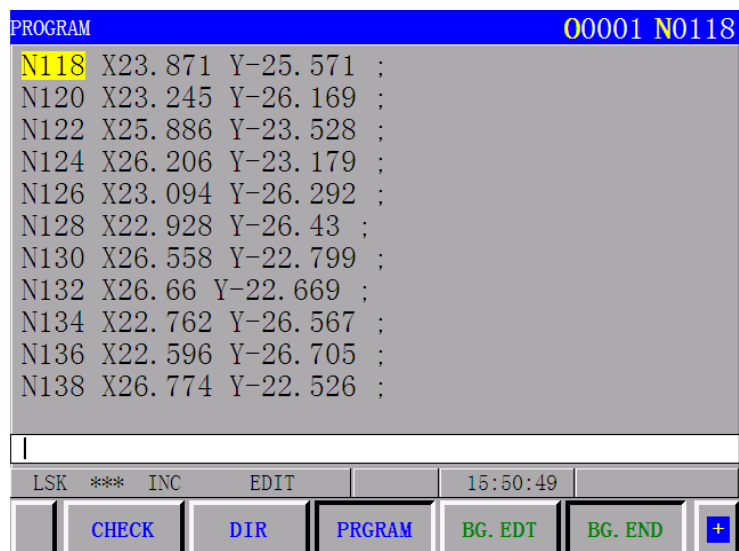 PROGRAM O0001 N0118
N118 X23.871 Y-25.571 ;
N120 X23.245 Y-26.169 ;
N122 X25.886 Y-23.528 ;
N124 X26.206 Y-23.179 ;
N126 X23.094 Y-26.292 ;
N128 X22.928 Y-26.43 ;
N130 X26.558 Y-22.799 ;
N132 X26.66 Y-22.669 ;
N134 X22.762 Y-26.567 ;
N136 X22.596 Y-26.705 ;
N138 X26.774 Y-22.526 ;
LSK *** INC EDIT 15:50:49
CHECK DIR PRGRAM BG.EDT BG.END +